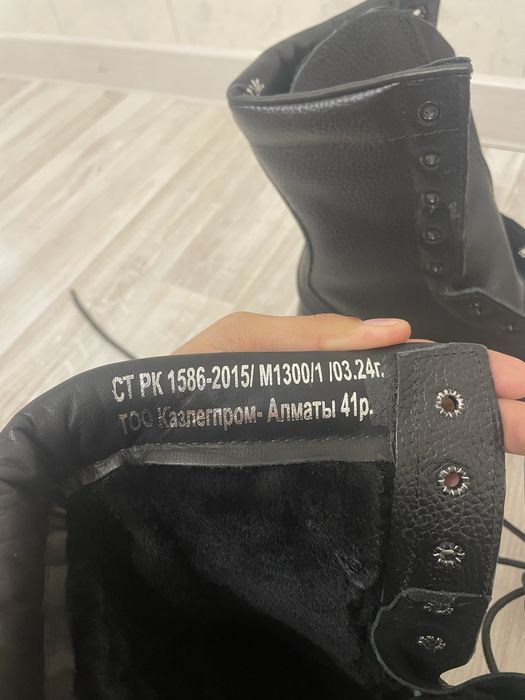 СТ РК 1586-2015/ М1300/1 /03.24г.
ТОО Казлегпром- Алматы 41р.